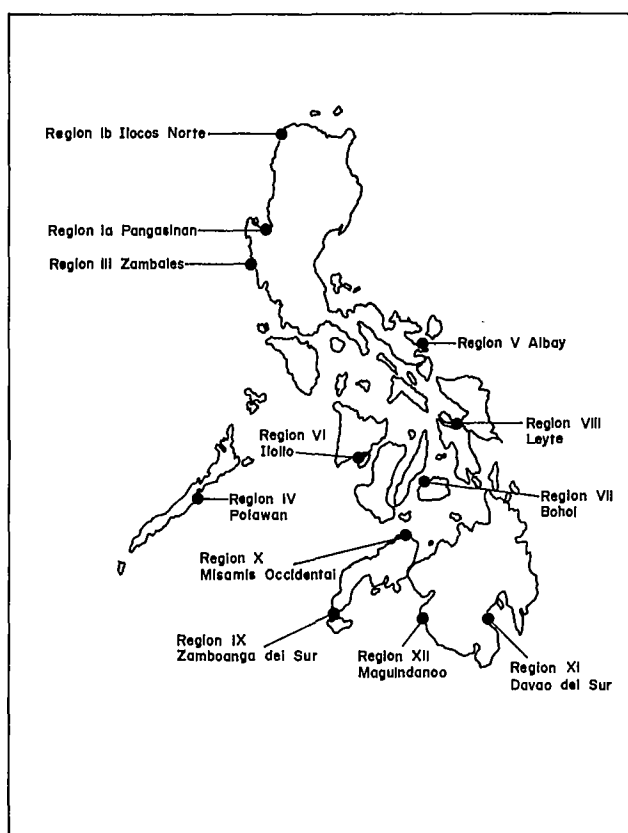 Region Ib Ilocos Norte
Region Ia Pangasinan
Region III Zambales
Region V Albay
Region VIII
Leyte
Region VI
Iloilo
Region IV
Polawan
Region VII
Bohol
Region X
Misamis Occidental
Region IX
Zamboanga del Sur
Region XII
Maguindanoo
Region XI
Davao del Sur